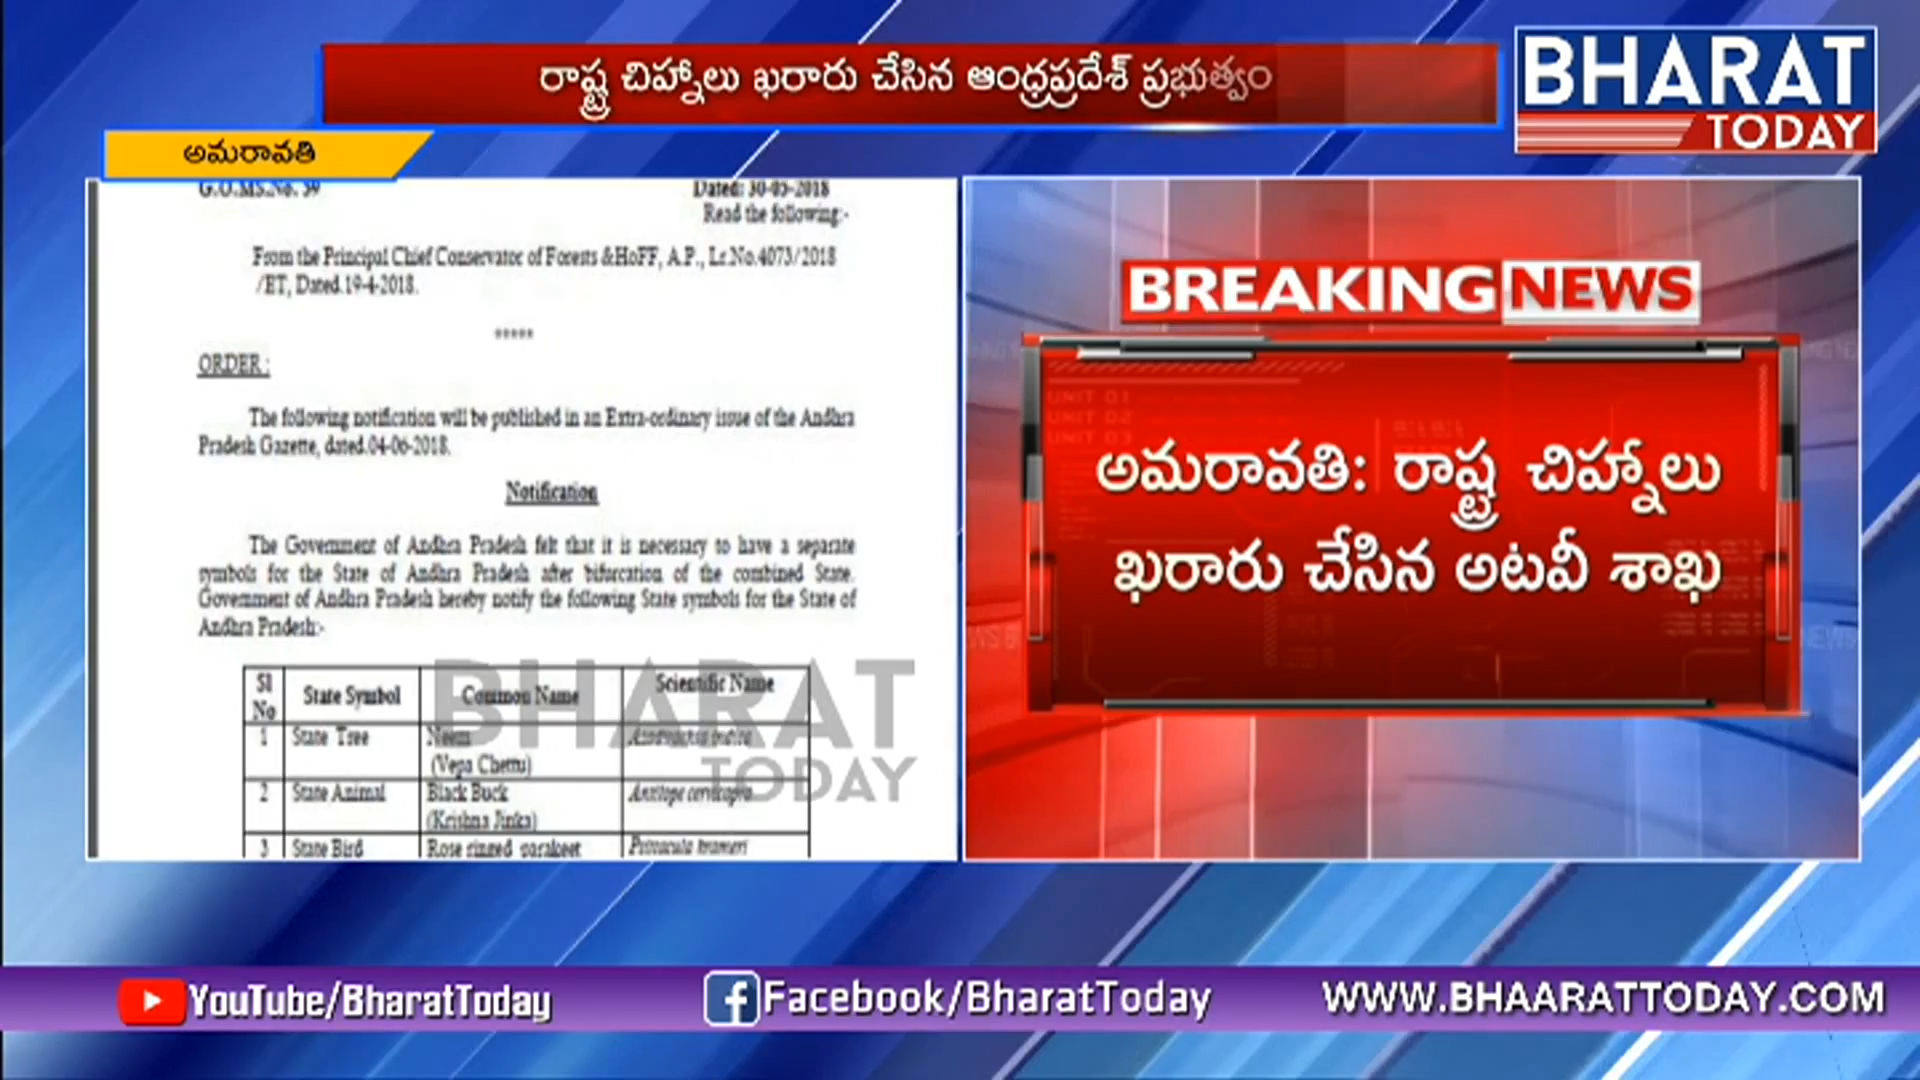 రాష్ట్ర చిహ్నాలు ఖరారు చేసిన ఆంధ్రప్రదేశ్ ప్రభుత్వం
BHARAT
TODAY
అమరావతి
G.O.MS.No. 39
Dated: 30-05-2018
Read the following:-
From the Principal Chief Conservator of Forests &HoFF, A.P., Lr.No.4073/2018
/ET, Dated.19-4-2018.
*****
ORDER :
The following notification will be published in an Extra-ordinary issue of the Andhra
Pradesh Gazette, dated.04-06-2018.
Notification
The Government of Andhra Pradesh felt that it is necessary to have a separate
symbols for the State of Andhra Pradesh after bifurcation of the combined State.
Government of Andhra Pradesh hereby notify the following State symbols for the State of
Andhra Pradesh:-
Sl No State Symbol Common Name Scientific Name
1 State Tree Neem (Vepa Chettu)
2 State Animal Black Buck (Krishna Jinka) Antilope cervicapra
3 State Bird Rose ringed parakeet Psittacula krameri
BHARAT
TODAY
BREAKING NEWS
UNIT 01
UNIT 02
UNIT 03
అమరావతి: రాష్ట్ర చిహ్నాలు
ఖరారు చేసిన అటవీ శాఖ
YouTube/BharatToday
Facebook/BharatToday
WWW.BHAARATTODAY.COM